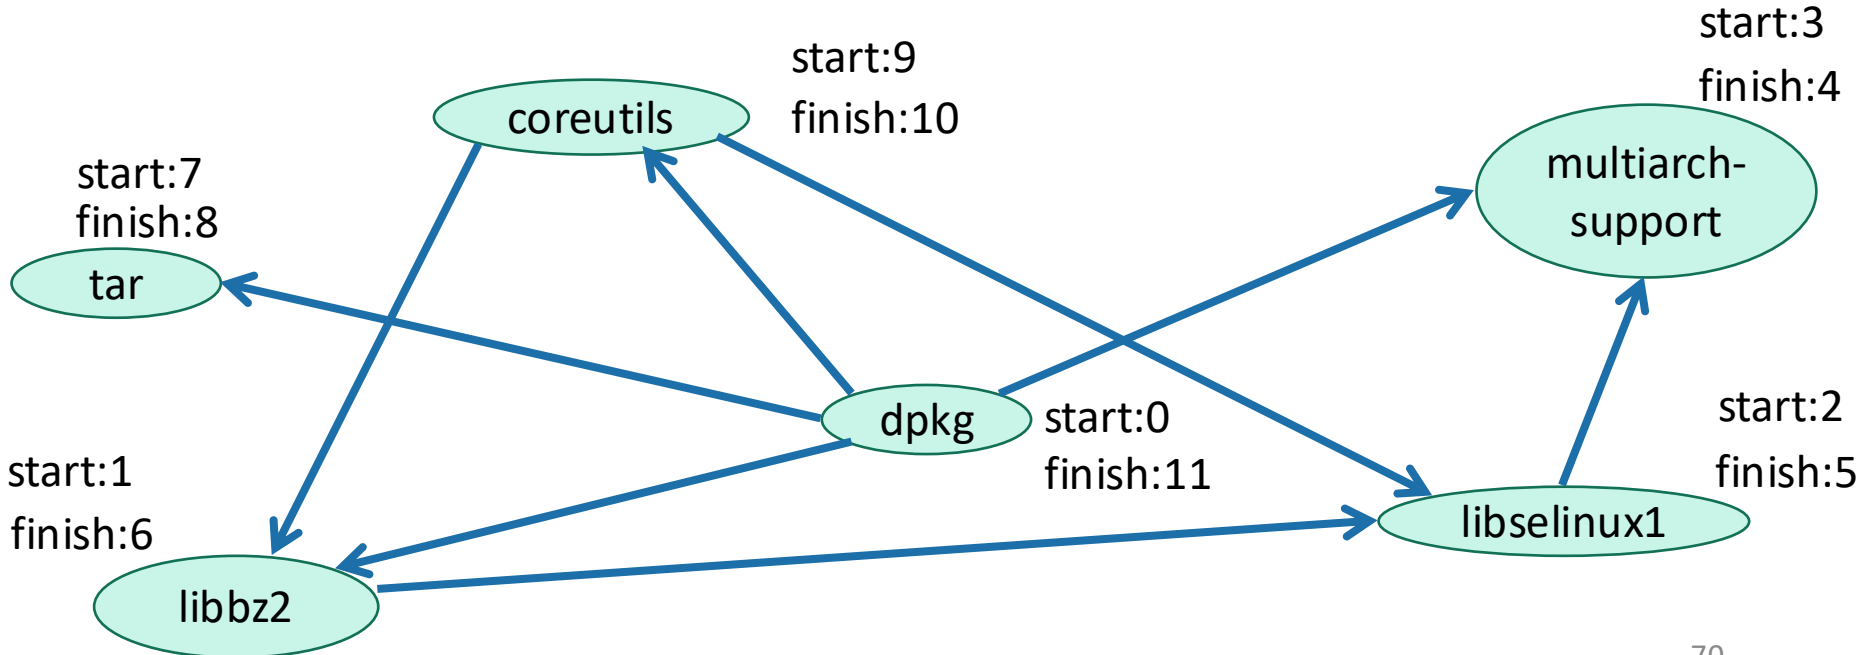 start:3
finish:4
start:9
finish:10
coreutils
multiarch-
support
start:7
finish:8
tar
dpkg
start:0
finish:11
start:2
finish:5
start:1
finish:6
libselinux1
libbz2